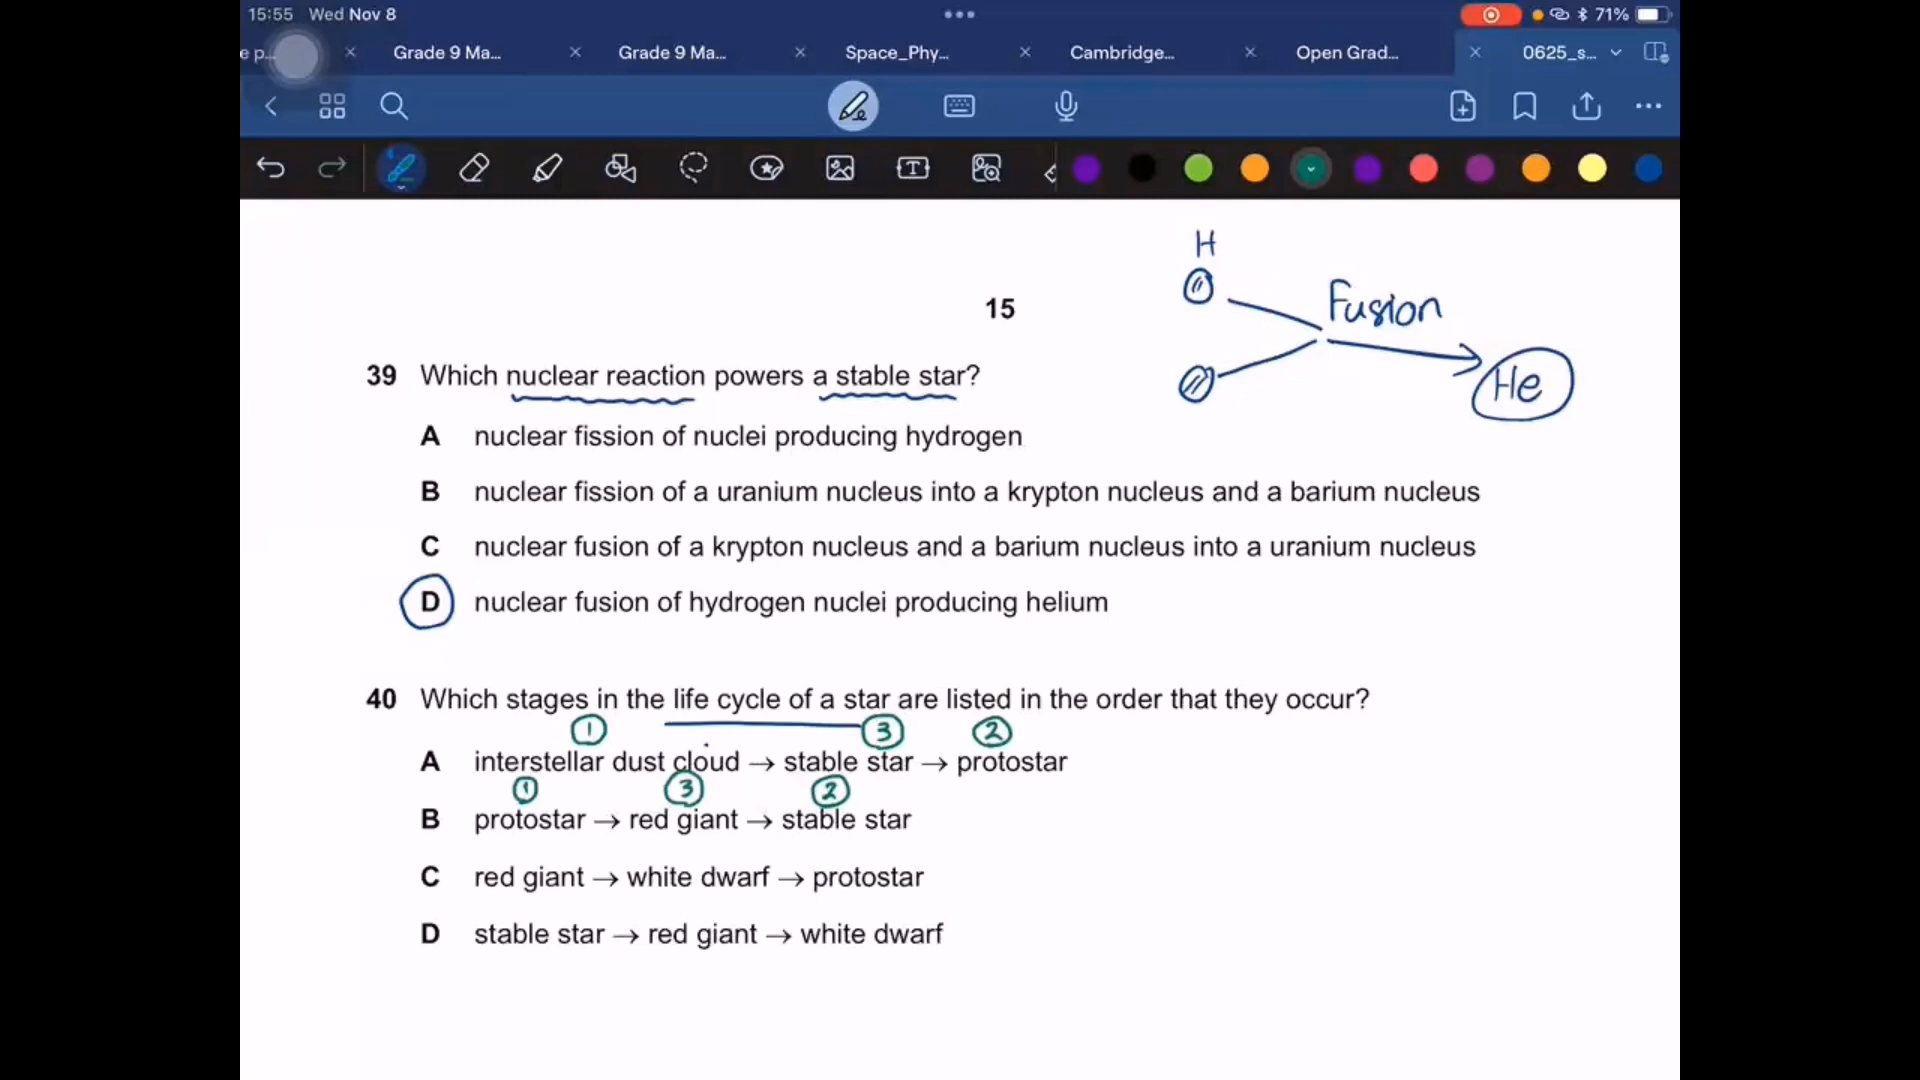 15:55 Wed Nov 8
71%
e p...
Grade 9 Ma...
Grade 9 Ma...
Space_Phy...
Cambridge...
Open Grad...
0625_s...
H
15
Fusion
He
39 Which nuclear reaction powers a stable star?
A nuclear fission of nuclei producing hydrogen
B nuclear fission of a uranium nucleus into a krypton nucleus and a barium nucleus
C nuclear fusion of a krypton nucleus and a barium nucleus into a uranium nucleus
D nuclear fusion of hydrogen nuclei producing helium
40 Which stages in the life cycle of a star are listed in the order that they occur?
1 3 2
A interstellar dust cloud → stable star → protostar
1 3 2
B protostar → red giant → stable star
C red giant → white dwarf → protostar
D stable star → red giant → white dwarf